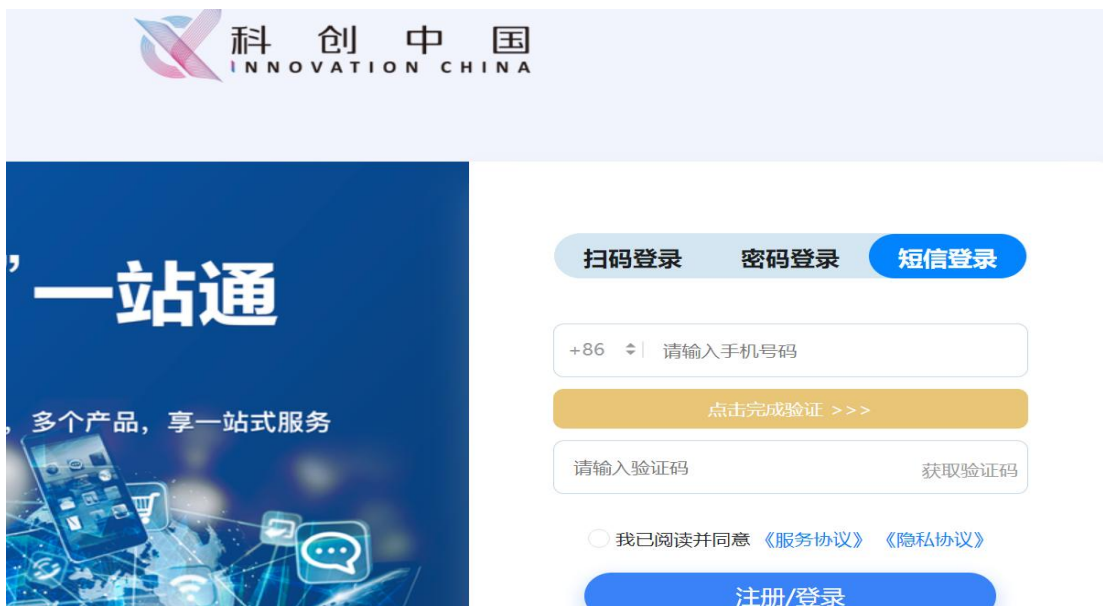 科创中国
INNOVATION CHINA
”一站通
，多个产品，享一站式服务
扫码登录 密码登录 短信登录
+86 请输入手机号码
点击完成验证 >>>
请输入验证码 获取验证码
我已阅读并同意 《服务协议》 《隐私协议》
注册/登录